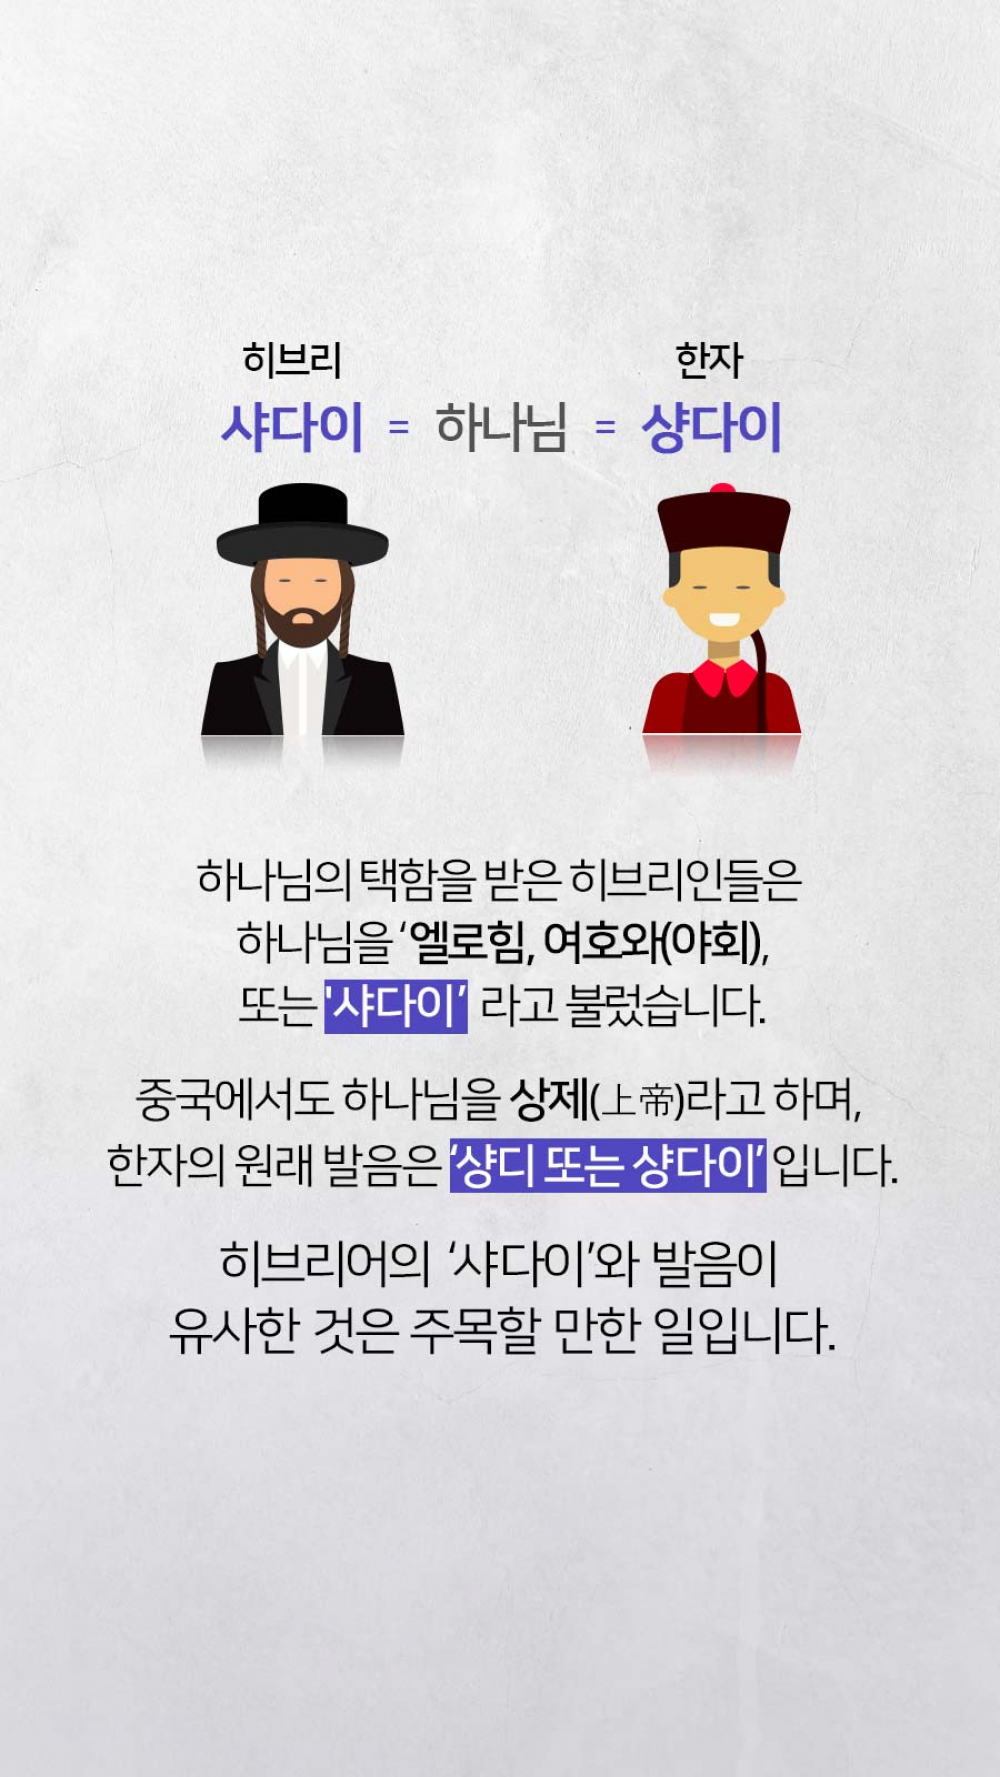 히브리 한자
샤다이 = 하나님 = 샹다이
하나님의 택함을 받은 히브리인들은
하나님을 ‘엘로힘, 여호와(야회),
또는 '샤다이’ 라고 불렀습니다.
중국에서도 하나님을 상제(上帝)라고 하며,
한자의 원래 발음은 ‘샹디 또는 샹다이’ 입니다.
히브리어의 ‘샤다이’와 발음이
유사한 것은 주목할 만한 일입니다.